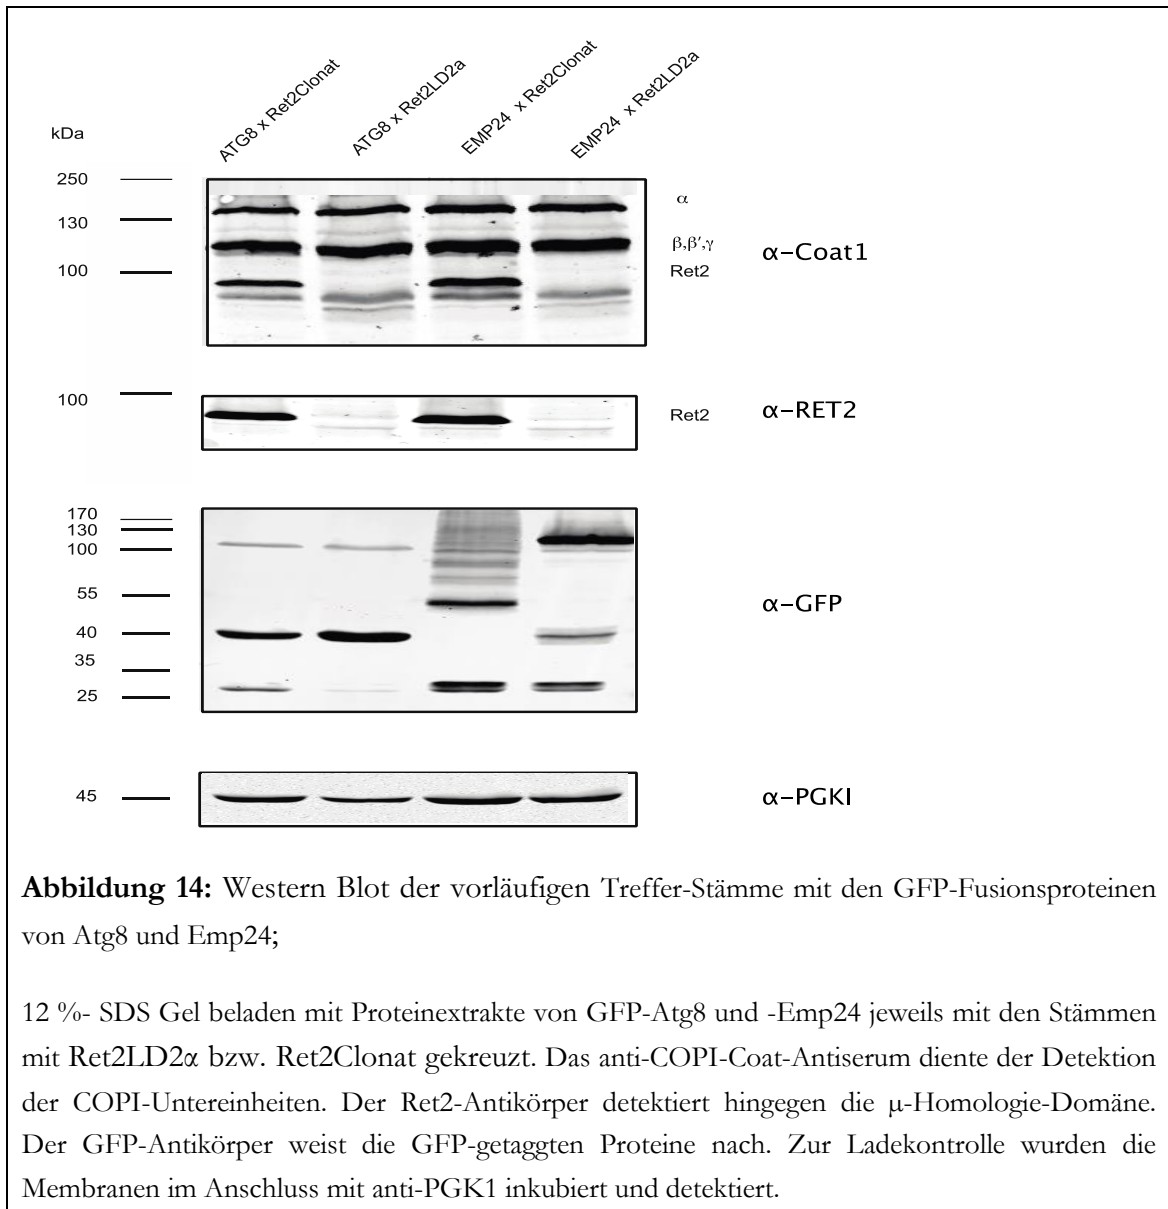 ATG8 x Ret2Clonat
ATG8 x Ret2LD2a
EMP24 x Ret2Clonat
EMP24 x Ret2LD2a
kDa
250
130
100
α
β,β',γ
Ret2
α-Coat1
100
Ret2
α-RET2
170
130
100
55
40
35
25
α-GFP
45
α-PGKI
Abbildung 14: Western Blot der vorläufigen Treffer-Stämme mit den GFP-Fusionsproteinen
von Atg8 und Emp24;
12 %- SDS Gel beladen mit Proteinextrakte von GFP-Atg8 und -Emp24 jeweils mit den Stämmen
mit Ret2LD2α bzw. Ret2Clonat gekreuzt. Das anti-COPI-Coat-Antiserum diente der Detektion
der COPI-Untereinheiten. Der Ret2-Antikörper detektiert hingegen die μ-Homologie-Domäne.
Der GFP-Antikörper weist die GFP-getaggten Proteine nach. Zur Ladekontrolle wurden die
Membranen im Anschluss mit anti-PGK1 inkubiert und detektiert.